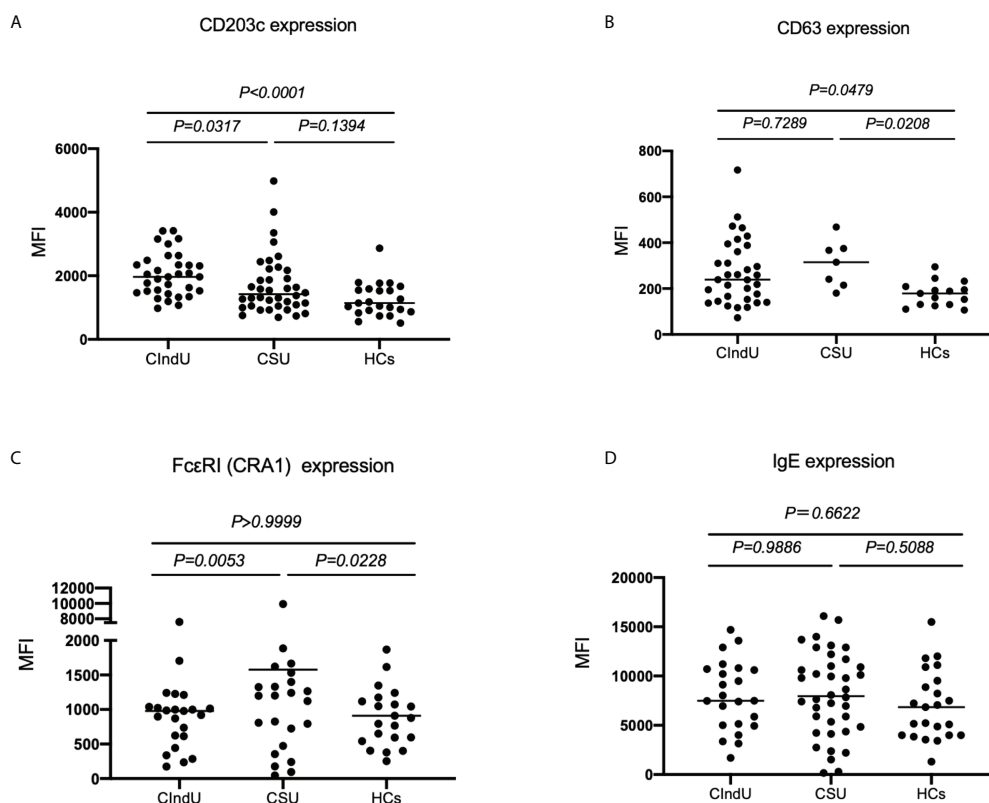 A
CD203c expression
P<0.0001
P=0.0317 P=0.1394
6000
4000
2000
0
MFI
CIndU CSU HCs
B
CD63 expression
P=0.0479
P=0.7289 P=0.0208
800
600
400
200
0
MFI
CIndU CSU HCs
C
FcεRI (CRA1) expression
P>0.9999
P=0.0053 P=0.0228
12000
10000
8000
2000
1500
1000
500
0
MFI
CIndU CSU HCs
D
IgE expression
P=0.6622
P=0.9886 P=0.5088
20000
15000
10000
5000
0
MFI
CIndU CSU HCs